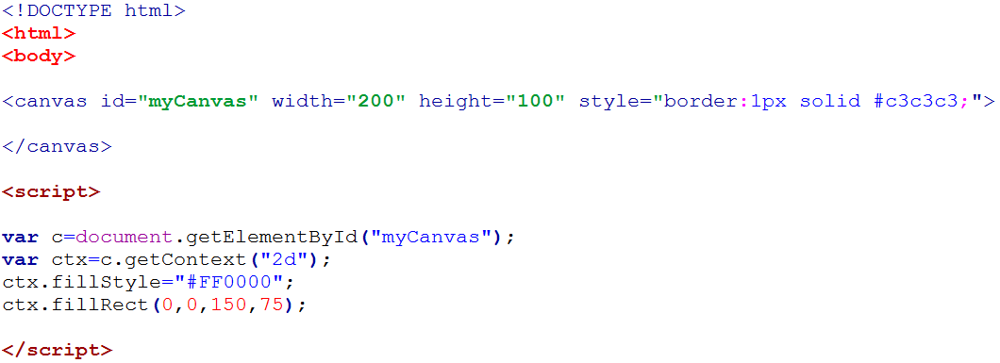 <!DOCTYPE html>
<html>
<body>
<canvas id="myCanvas" width="200" height="100" style="border:1px solid #c3c3c3;">
</canvas>
<script>
var c=document.getElementById("myCanvas");
var ctx=c.getContext("2d");
ctx.fillStyle="#FF0000";
ctx.fillRect(0,0,150,75);
</script>